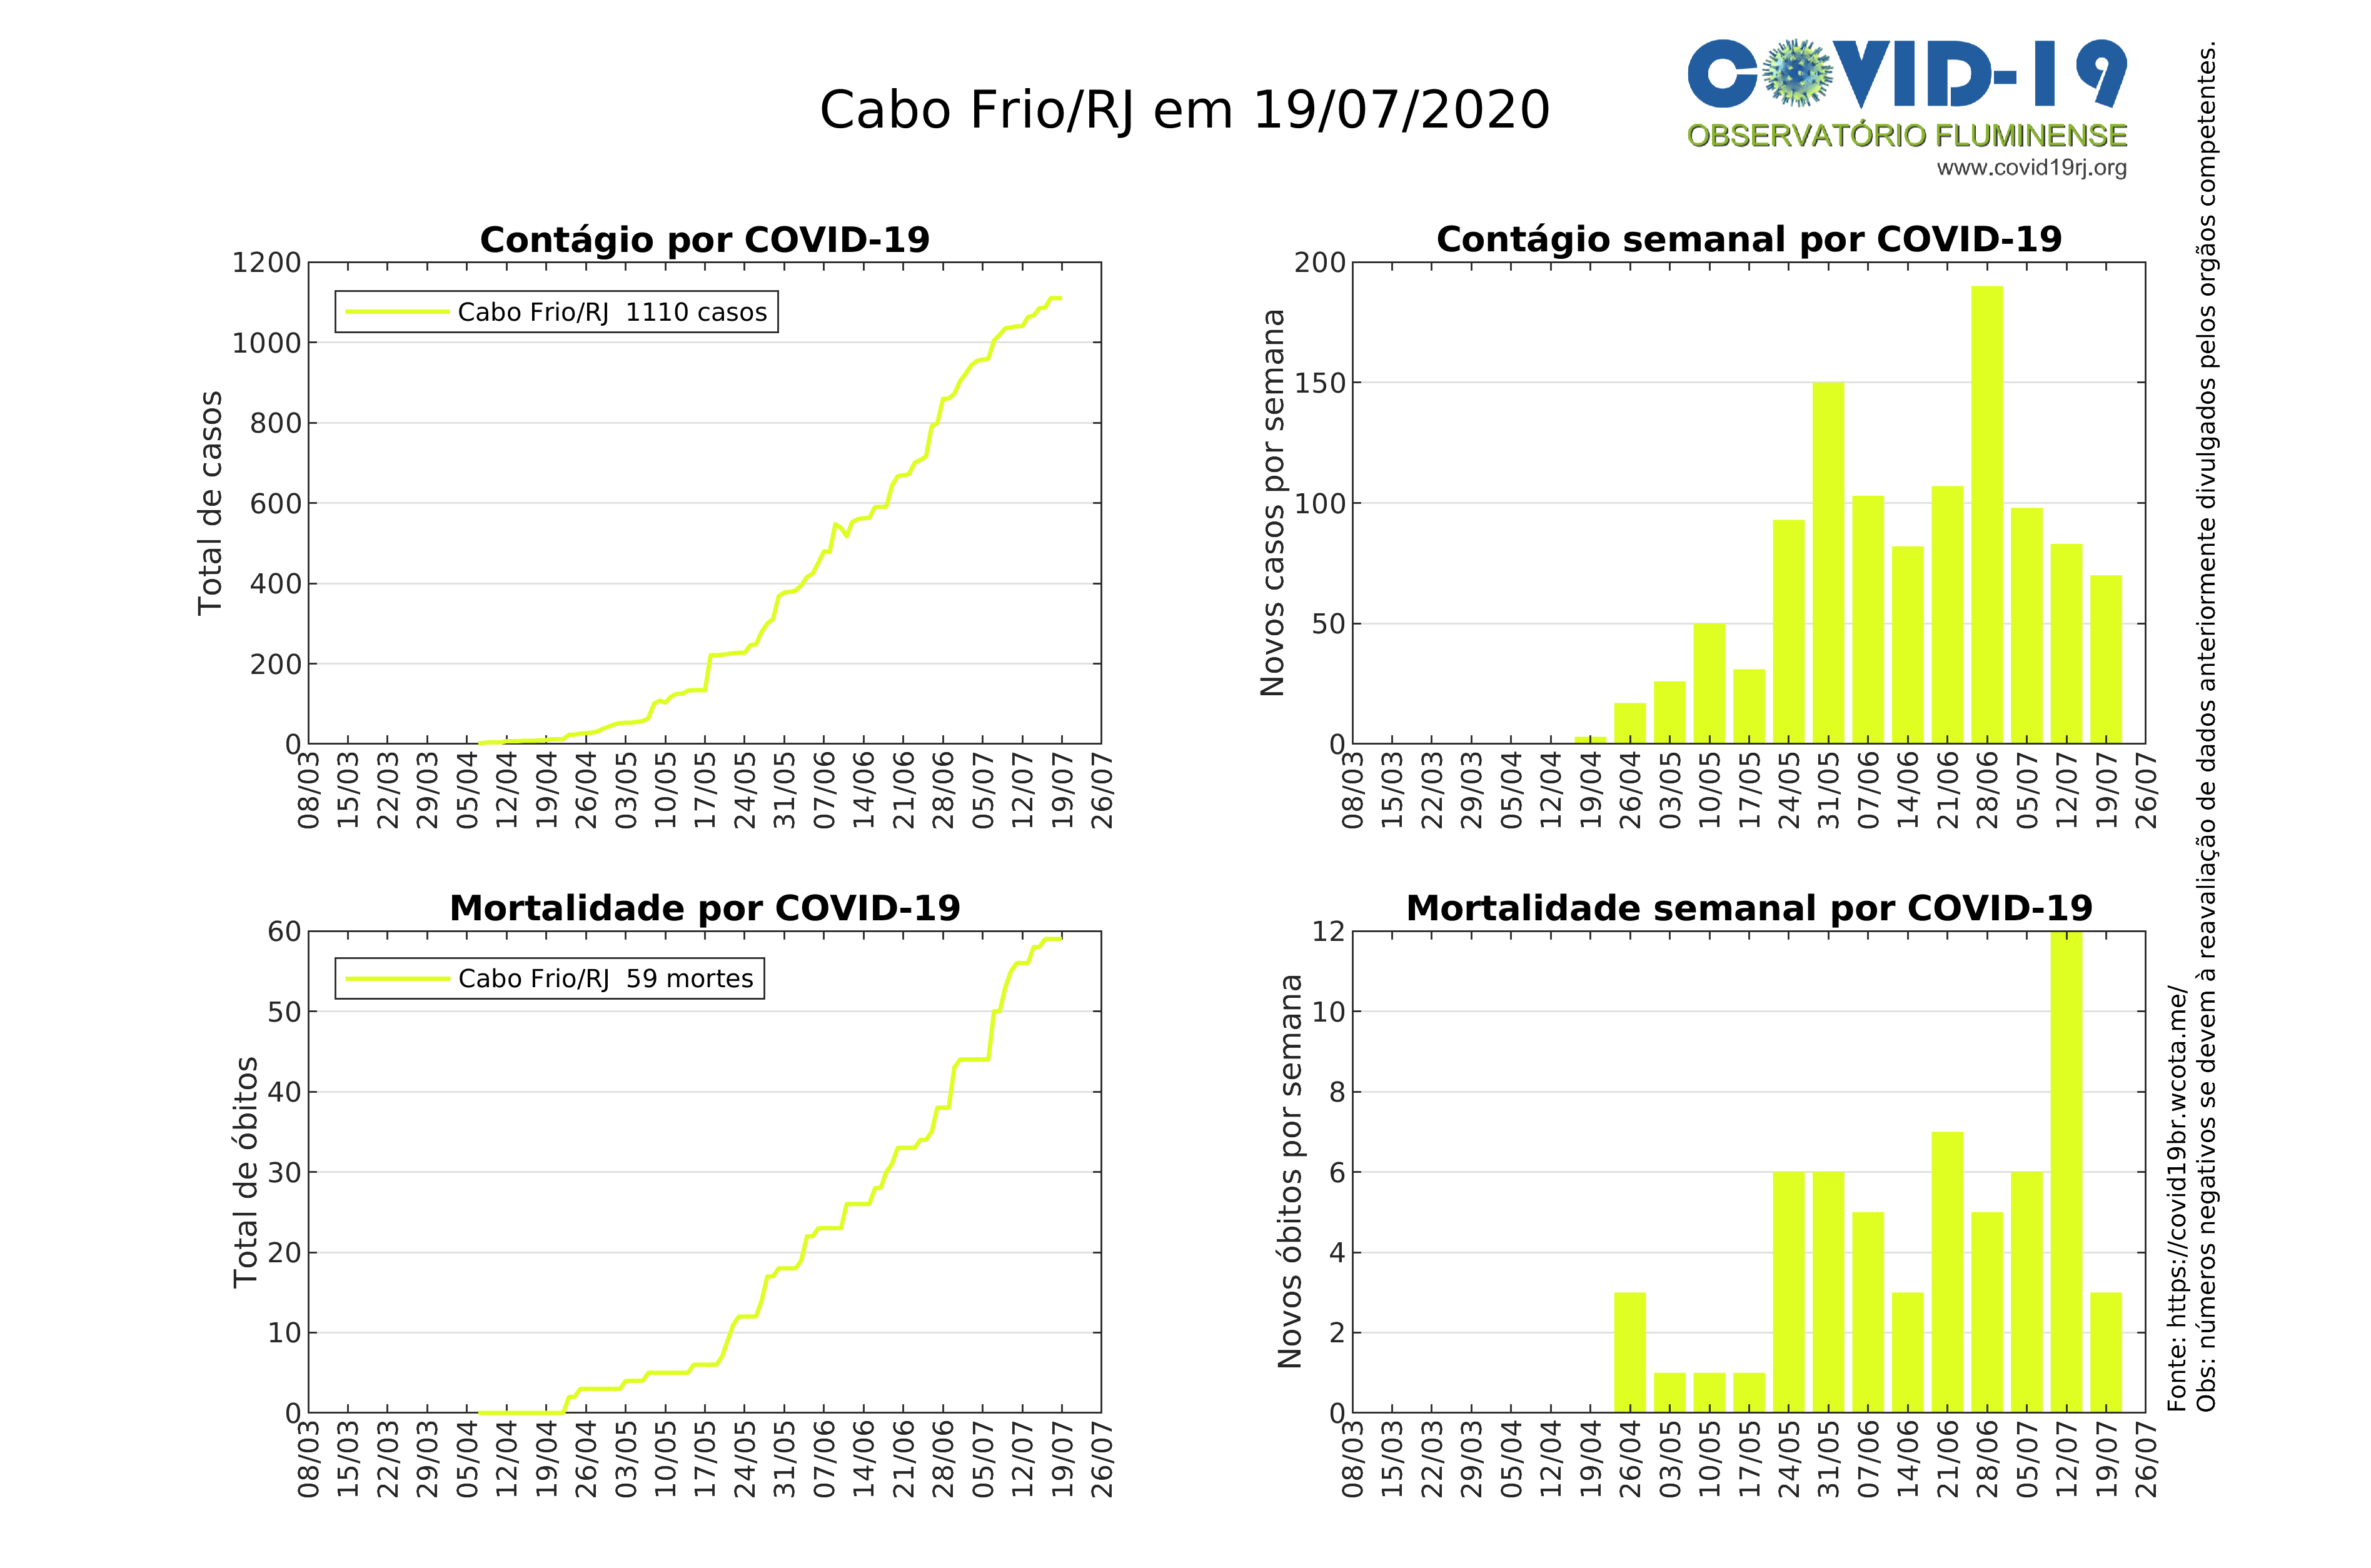 Cabo Frio/RJ em 19/07/2020
COVID-19
OBSERVATÓRIO FLUMINENSE
www.covid19rj.org
Contágio por COVID-19
Total de casos
1200
1000
800
600
400
200
0
Cabo Frio/RJ 1110 casos
08/03 15/03 22/03 29/03 05/04 12/04 19/04 26/04 03/05 10/05 17/05 24/05 31/05 07/06 14/06 21/06 28/06 05/07 12/07 19/07 26/07
Contágio semanal por COVID-19
Novos casos por semana
200
150
100
50
0
08/03 15/03 22/03 29/03 05/04 12/04 19/04 26/04 03/05 10/05 17/05 24/05 31/05 07/06 14/06 21/06 28/06 05/07 12/07 19/07 26/07
Mortalidade por COVID-19
Total de óbitos
60
50
40
30
20
10
0
Cabo Frio/RJ 59 mortes
08/03 15/03 22/03 29/03 05/04 12/04 19/04 26/04 03/05 10/05 17/05 24/05 31/05 07/06 14/06 21/06 28/06 05/07 12/07 19/07 26/07
Mortalidade semanal por COVID-19
Novos óbitos por semana
12
10
8
6
4
2
0
08/03 15/03 22/03 29/03 05/04 12/04 19/04 26/04 03/05 10/05 17/05 24/05 31/05 07/06 14/06 21/06 28/06 05/07 12/07 19/07 26/07
Fonte: https://covid19br.wcota.me/
Obs: números negativos se devem à reavaliação de dados anteriormente divulgados pelos orgãos competentes.